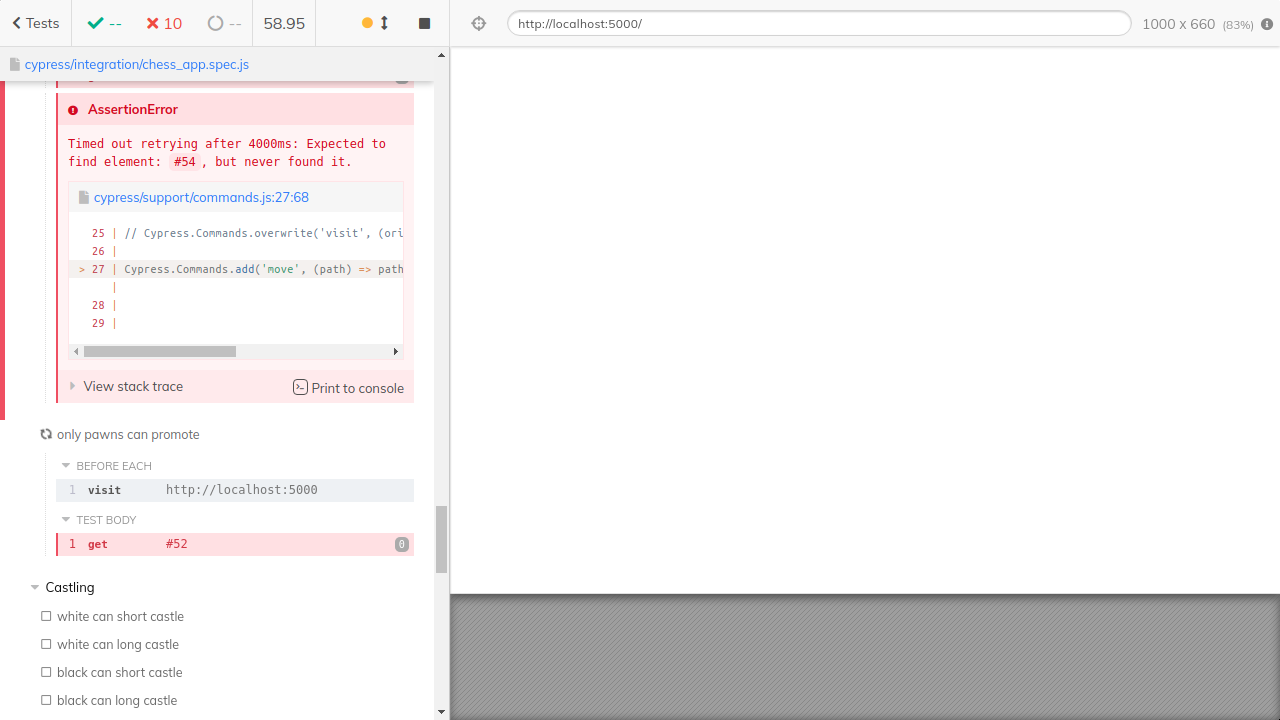 Tests
--
10
--
58.95
http://localhost:5000/
1000 x 660 (83%)
cypress/integration/chess_app.spec.js
AssertionError
Timed out retrying after 4000ms: Expected to
find element: #54, but never found it.
cypress/support/commands.js:27:68
25 | // Cypress.Commands.overwrite('visit', (ori
26 |
> 27 | Cypress.Commands.add('move', (path) => path
|
28 |
29 |
View stack trace
Print to console
only pawns can promote
BEFORE EACH
1 visit http://localhost:5000
TEST BODY
1 get #52 0
Castling
white can short castle
white can long castle
black can short castle
black can long castle